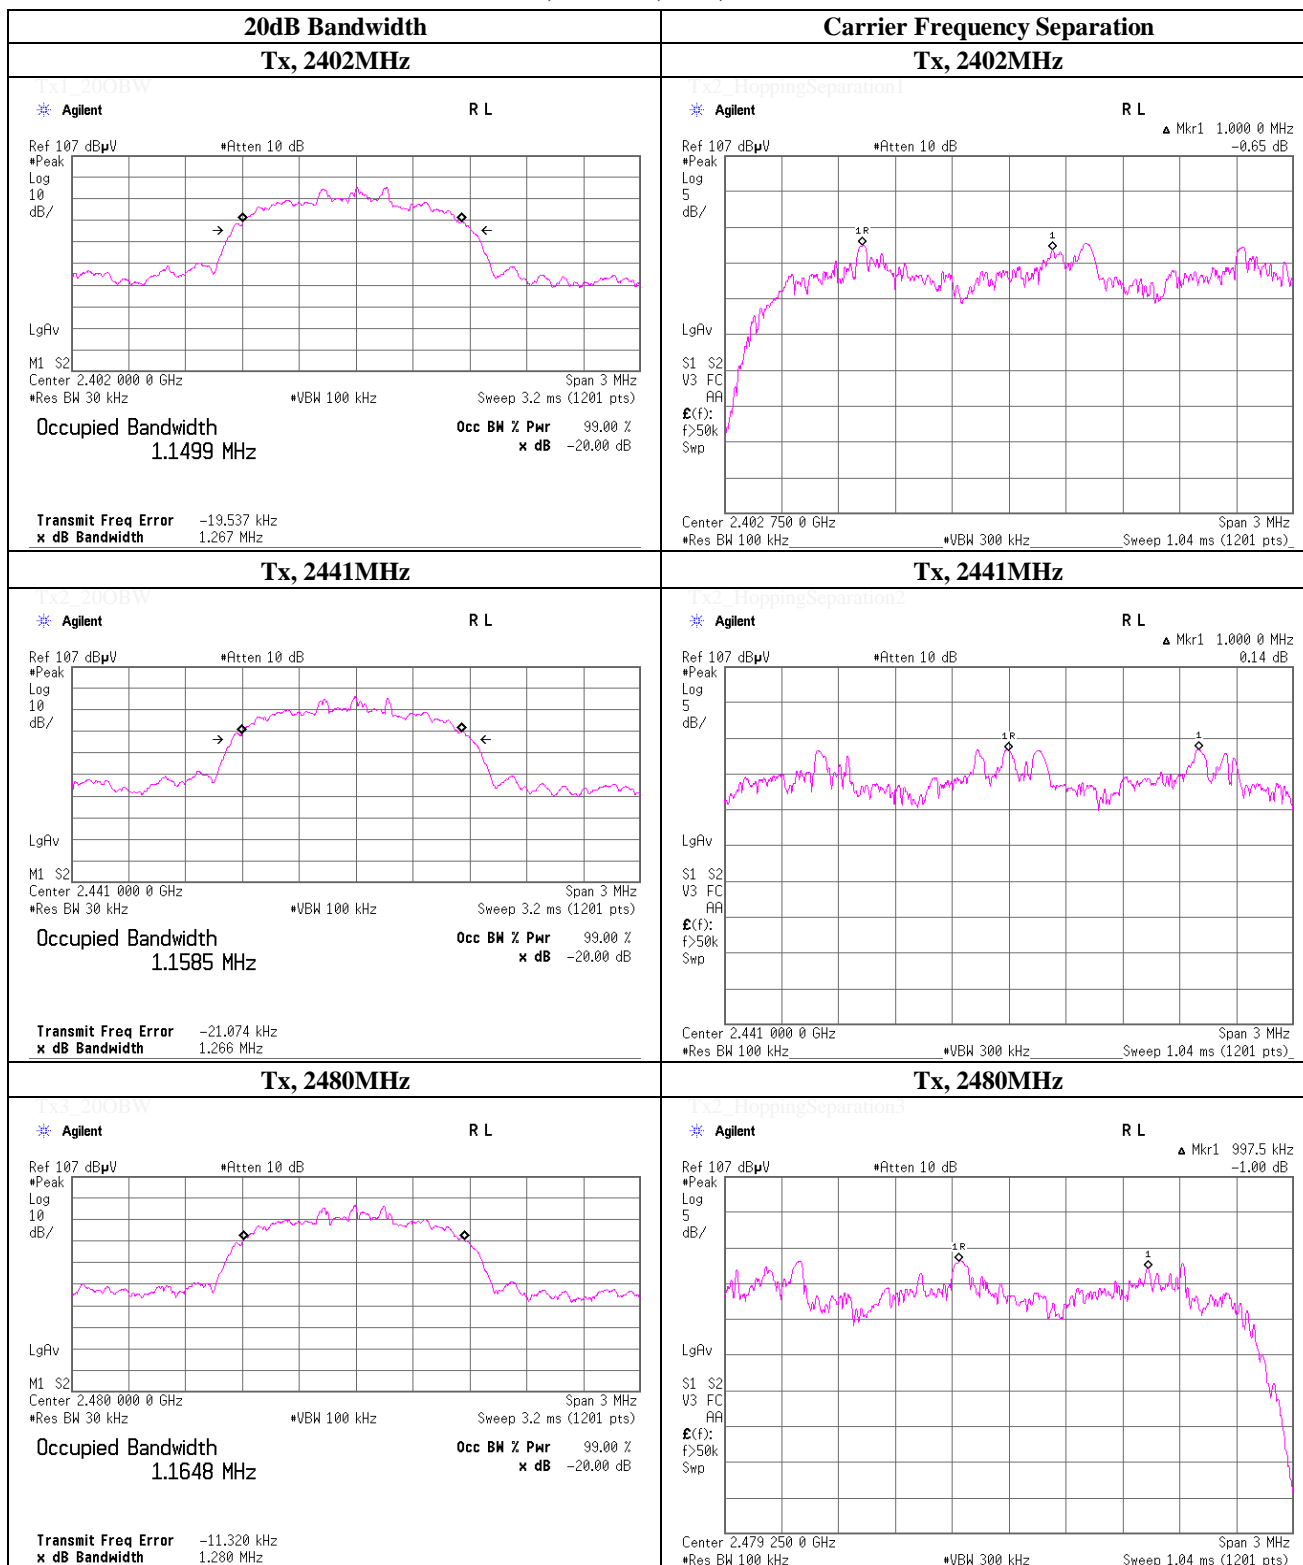 20dB Bandwidth
Carrier Frequency Separation
Tx, 2402MHz
Tx, 2402MHz
Tx1_20OBW
Agilent
R L
Ref 107 dBµV
#Atten 10 dB
#Peak
Log
10
dB/
LgAv
M1 S2
Center 2.402 000 0 GHz
Span 3 MHz
#Res BW 30 kHz
#VBW 100 kHz
Sweep 3.2 ms (1201 pts)
Occupied Bandwidth
1.1499 MHz
Occ BW % Pwr 99.00 %
x dB -20.00 dB
Transmit Freq Error -19.537 kHz
x dB Bandwidth 1.267 MHz
Tx2_HoppingSeparation1
Agilent
R L
Δ Mkr1 1.000 0 MHz
Ref 107 dBµV
#Atten 10 dB
-0.65 dB
#Peak
Log
5
dB/
1R
1
LgAv
S1 S2
V3 FC
AA
£(f):
f>50k
Swp
Center 2.402 750 0 GHz
Span 3 MHz
#Res BW 100 kHz
#VBW 300 kHz
Sweep 1.04 ms (1201 pts)
Tx, 2441MHz
Tx, 2441MHz
Tx2_20OBW
Agilent
R L
Ref 107 dBµV
#Atten 10 dB
#Peak
Log
10
dB/
LgAv
M1 S2
Center 2.441 000 0 GHz
Span 3 MHz
#Res BW 30 kHz
#VBW 100 kHz
Sweep 3.2 ms (1201 pts)
Occupied Bandwidth
1.1585 MHz
Occ BW % Pwr 99.00 %
x dB -20.00 dB
Transmit Freq Error -21.074 kHz
x dB Bandwidth 1.266 MHz
Tx2_HoppingSeparation2
Agilent
R L
Δ Mkr1 1.000 0 MHz
Ref 107 dBµV
#Atten 10 dB
0.14 dB
#Peak
Log
5
dB/
1R
1
LgAv
S1 S2
V3 FC
AA
£(f):
f>50k
Swp
Center 2.441 000 0 GHz
Span 3 MHz
#Res BW 100 kHz
#VBW 300 kHz
Sweep 1.04 ms (1201 pts)
Tx, 2480MHz
Tx, 2480MHz
Tx3_20OBW
Agilent
R L
Ref 107 dBµV
#Atten 10 dB
#Peak
Log
10
dB/
LgAv
M1 S2
Center 2.480 000 0 GHz
Span 3 MHz
#Res BW 30 kHz
#VBW 100 kHz
Sweep 3.2 ms (1201 pts)
Occupied Bandwidth
1.1648 MHz
Occ BW % Pwr 99.00 %
x dB -20.00 dB
Transmit Freq Error -11.320 kHz
x dB Bandwidth 1.280 MHz
Tx2_HoppingSeparation3
Agilent
R L
Δ Mkr1 997.5 kHz
Ref 107 dBµV
#Atten 10 dB
-1.00 dB
#Peak
Log
5
dB/
1R
1
LgAv
S1 S2
V3 FC
AA
£(f):
f>50k
Swp
Center 2.479 250 0 GHz
Span 3 MHz
#Res BW 100 kHz
#VBW 300 kHz
Sweep 1.04 ms (1201 pts)